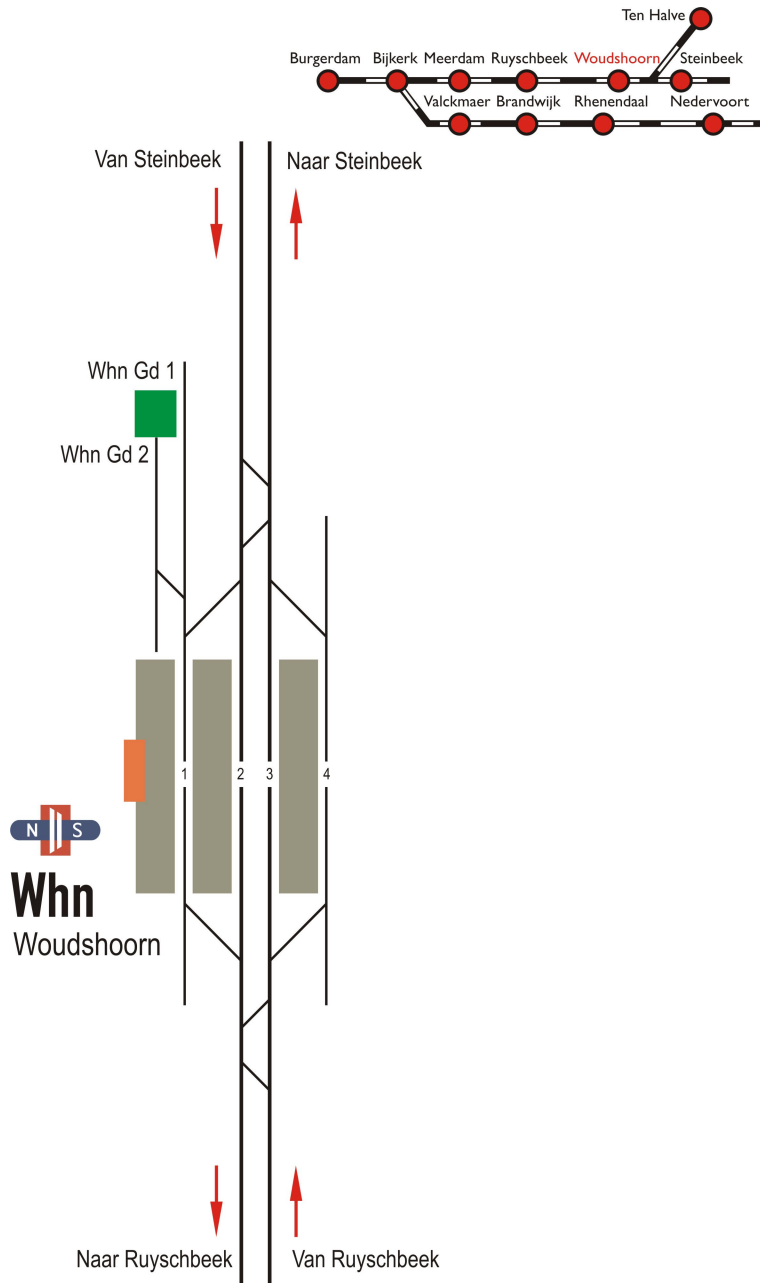 Ten Halve
Burgerdam Bijkerk Meerdam Ruyschbeek Woudshoorn Steinbeek
Valckmaer Brandwijk Rhenendaal Nedervoort
Van Steinbeek Naar Steinbeek
Whn Gd 1
Whn Gd 2
1 2 3 4
N S
Whn
Woudshoorn
Naar Ruyschbeek Van Ruyschbeek